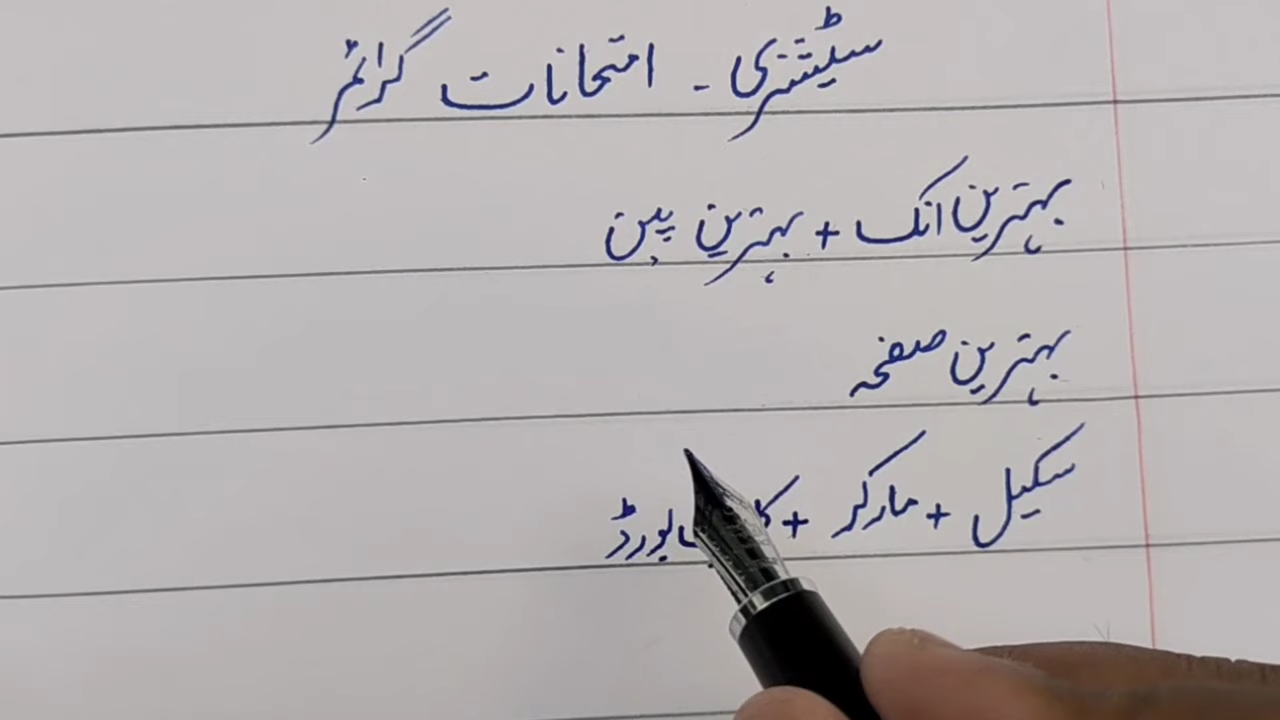 سٹیشنری - امتحانات گرائمر
بہترین انک + بہترین پین
بہترین صفحہ
سکیل + مارکر + بورڈ